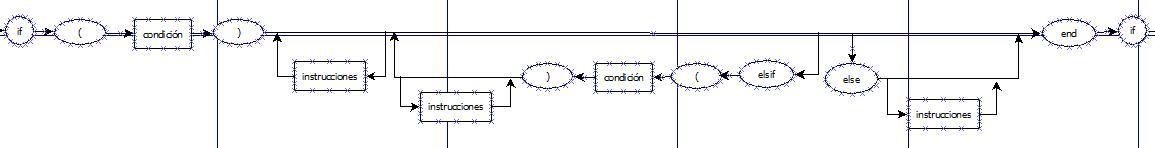 if
(
condición
)
end
if
instrucciones
)
condición
(
elsif
else
instrucciones
instrucciones